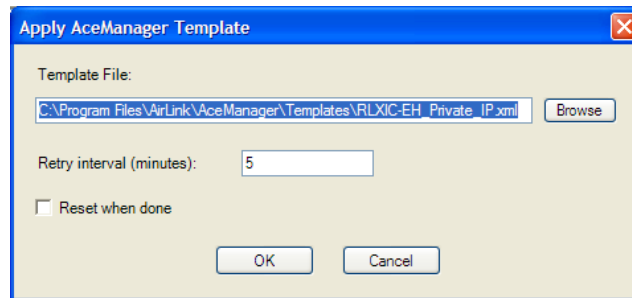 Apply AceManager Template
Template File:
C:\Program Files\AirLink\AceManager\Templates\RLXIC-EH_Private_IP.xml
Browse
Retry interval (minutes):
5
Reset when done
OK
Cancel